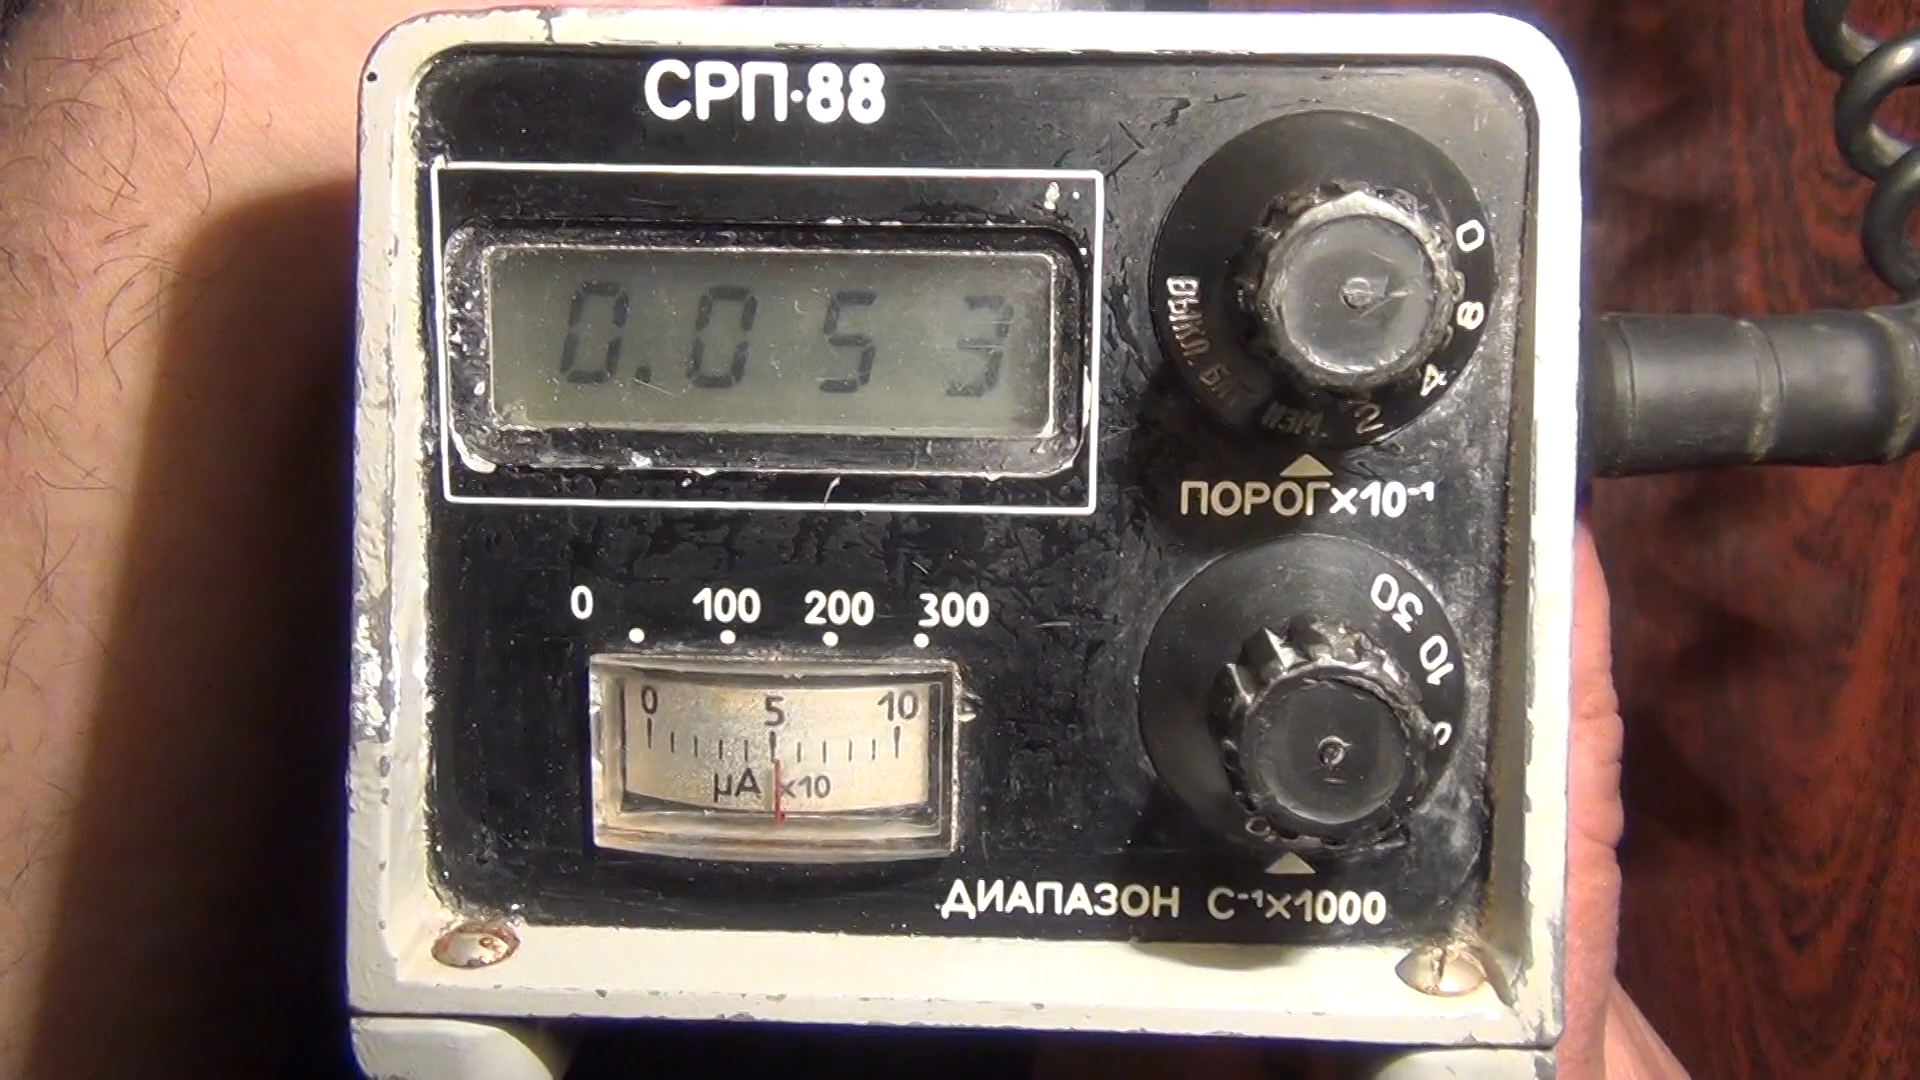 СРП-88
0.053
0
8
4
2
ИЗМ.
БАТ
ВЫКЛ.
ПОРОГ×10⁻¹
0 100 200 300
0 5 10
μA ×10
30
10
ДИАПАЗОН С⁻¹×1000